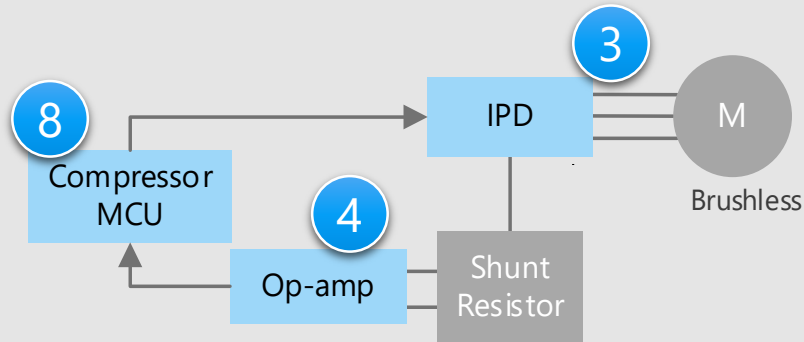 3
IPD
M
8
Compressor
MCU
Brushless
4
Op-amp
Shunt
Resistor